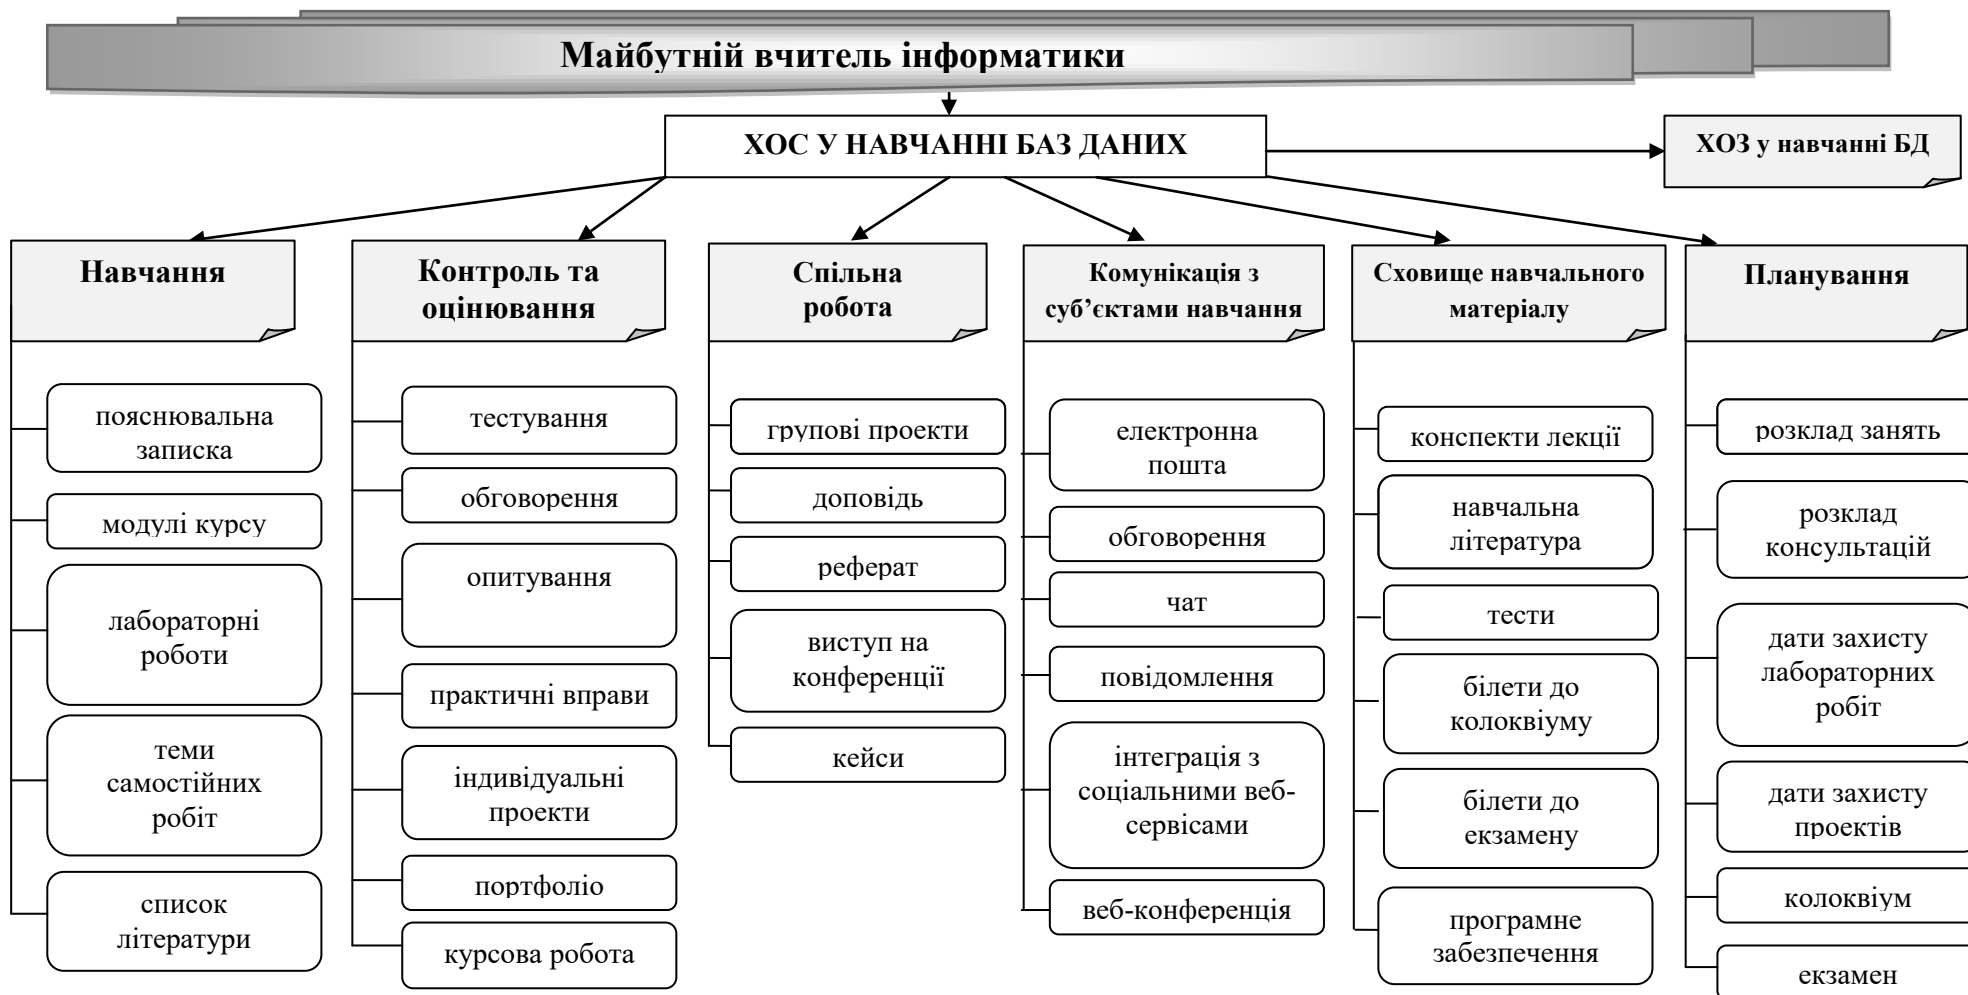 Майбутній вчитель інформатики
ХОС У НАВЧАННІ БАЗ ДАНИХ
ХОЗ у навчанні БД
Навчання
пояснювальна
записка
модулі курсу
лабораторні
роботи
теми
самостійних
робіт
список
літератури
Контроль та
оцінювання
тестування
обговорення
опитування
практичні вправи
індивідуальні
проекти
портфоліо
курсова робота
Спільна
робота
групові проекти
доповідь
реферат
виступ на
конференції
кейси
Комунікація з
суб’єктами навчання
електронна
пошта
обговорення
чат
повідомлення
інтеграція з
соціальними веб-
сервісами
веб-конференція
Сховище навчального
матеріалу
конспекти лекції
навчальна
література
тести
білети до
колоквіуму
білети до
екзамену
програмне
забезпечення
Планування
розклад занять
розклад
консультацій
дати захисту
лабораторних
робіт
дати захисту
проектів
колоквіум
екзамен